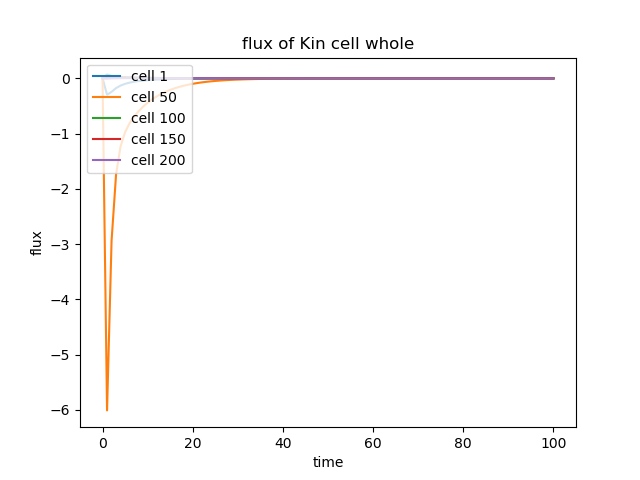 flux of Kin cell whole
cell 1
cell 50
cell 100
cell 150
cell 200
0
−1
−2
−3
−4
−5
−6
flux
0 20 40 60 80 100
time